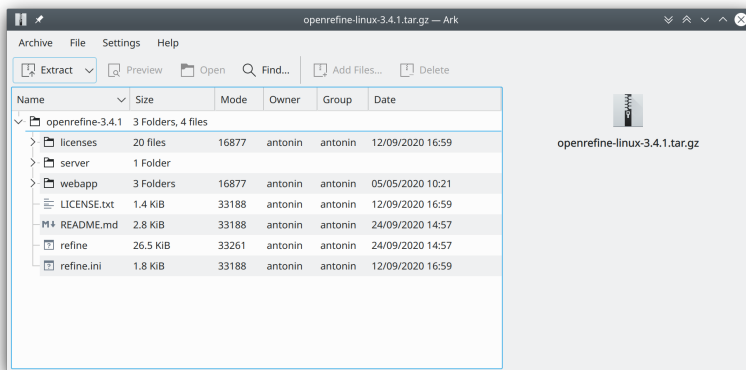 openrefine-linux-3.4.1.tar.gz — Ark
Archive File Settings Help
Extract Preview Open Find... Add Files... Delete
Name Size Mode Owner Group Date
openrefine-3.4.1 3 Folders, 4 files
licenses 20 files 16877 antonin antonin 12/09/2020 16:59
server 1 Folder
webapp 3 Folders 16877 antonin antonin 05/05/2020 10:21
LICENSE.txt 1.4 KiB 33188 antonin antonin 12/09/2020 16:59
M↓ README.md 2.8 KiB 33188 antonin antonin 24/09/2020 14:57
refine 26.5 KiB 33261 antonin antonin 24/09/2020 14:57
refine.ini 1.8 KiB 33188 antonin antonin 12/09/2020 16:59
openrefine-linux-3.4.1.tar.gz